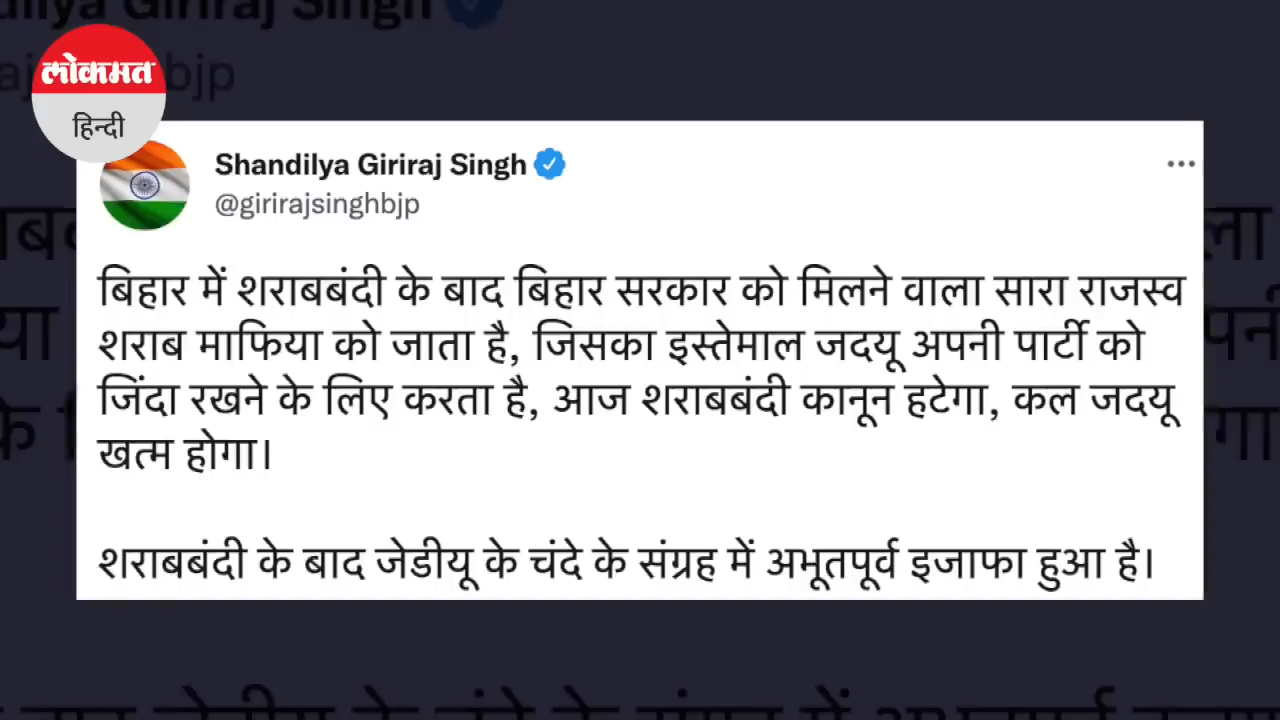 लोकमत
हिन्दी
Shandilya Giriraj Singh
@girirajsinghbjp
बिहार में शराबबंदी के बाद बिहार सरकार को मिलने वाला सारा राजस्व
शराब माफिया को जाता है, जिसका इस्तेमाल जदयू अपनी पार्टी को
जिंदा रखने के लिए करता है, आज शराबबंदी कानून हटेगा, कल जदयू
खत्म होगा।
शराबबंदी के बाद जेडीयू के चंदे के संग्रह में अभूतपूर्व इजाफा हुआ है।